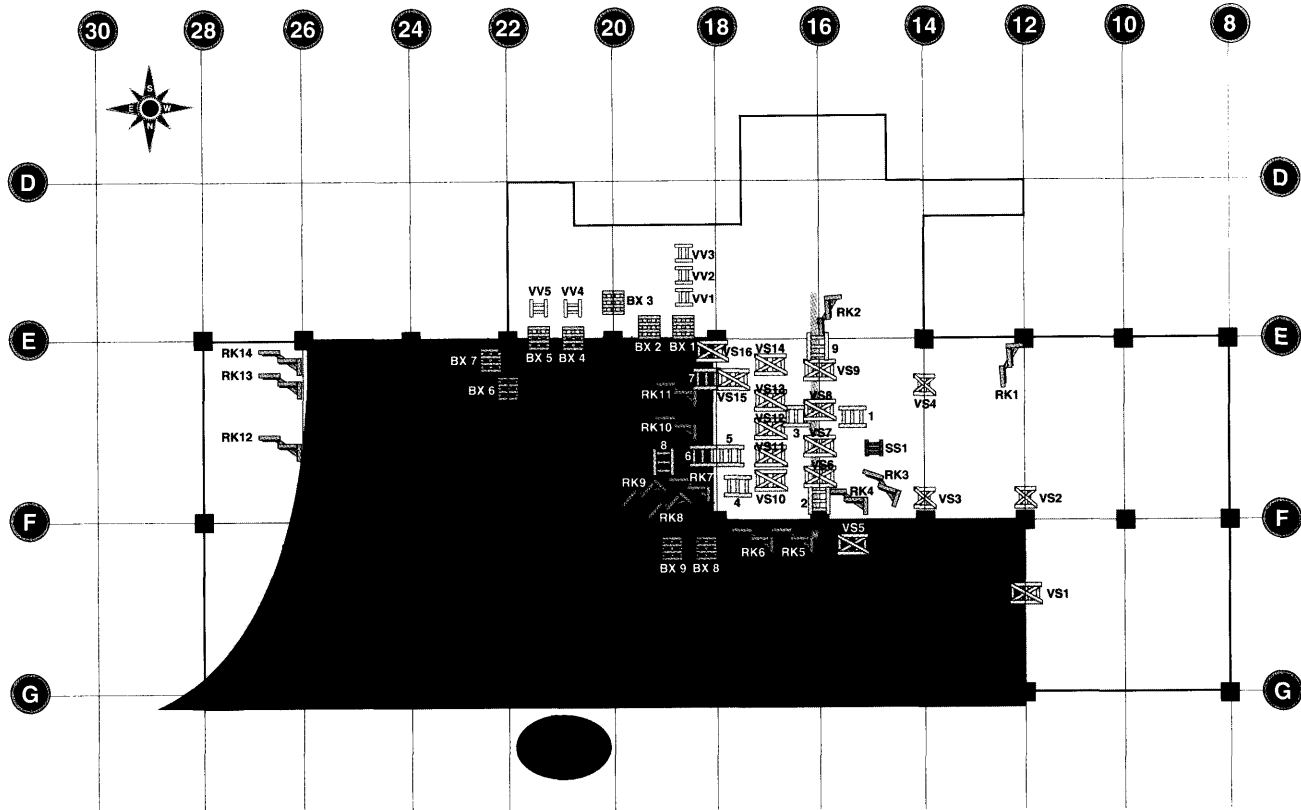 30 28 26 24 22 20 18 16 14 12 10 8
S
E W
N
D D
VV3
VV2
VV5 VV4 BX 3 VV1
RK2
E E
BX 5 BX 4 BX 2 BX 1 9
RK14 BX 7 VS16 VS14
VS9
RK13 BX 6 7 VS15 VS4 RK1
RK11 VS13 VS8
VS12 3 1
RK10
RK12 5 VS7
8 6 VS11 SS1
RK9 RK7 VS6 RK3
4 VS10 2 RK4 VS3 VS2
RK8
F F
VS5
RK6 RK5
BX 9 BX 8
VS1
G G